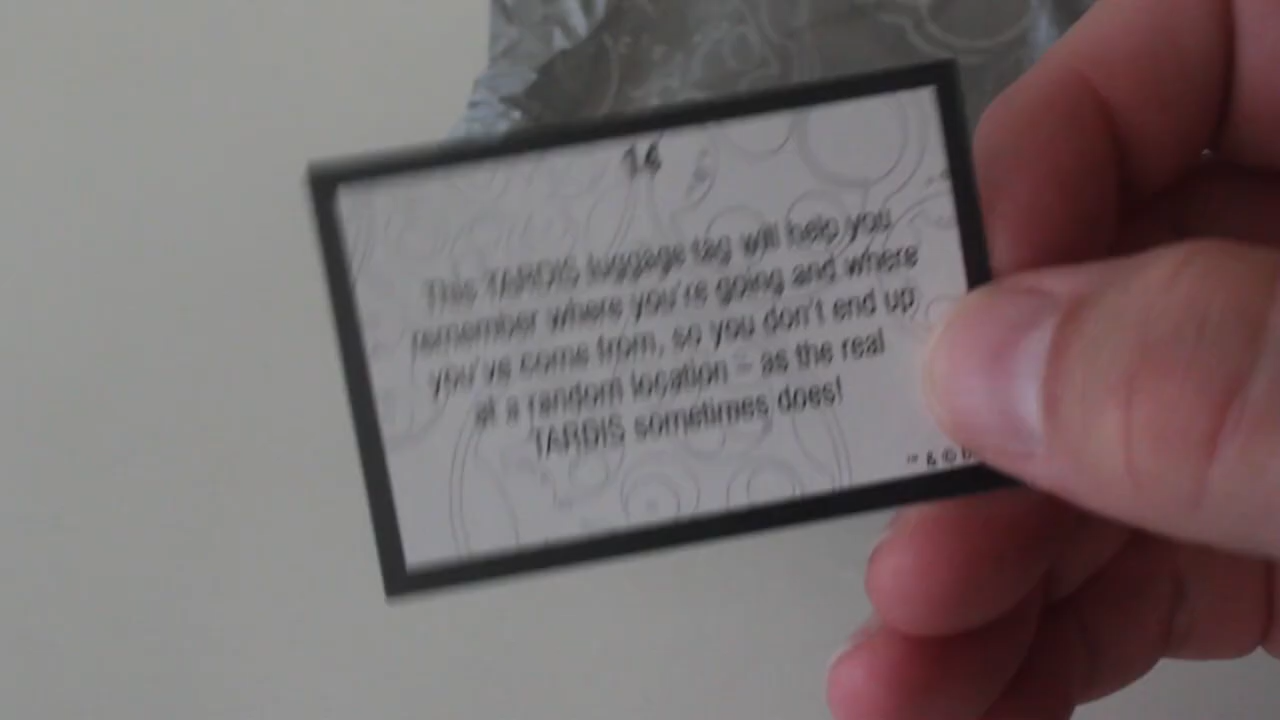 14
This TARDIS luggage tag will help you
remember where you're going and where
you've come from, so you don't end up
at a random location – as the real
TARDIS sometimes does!
™ & ©